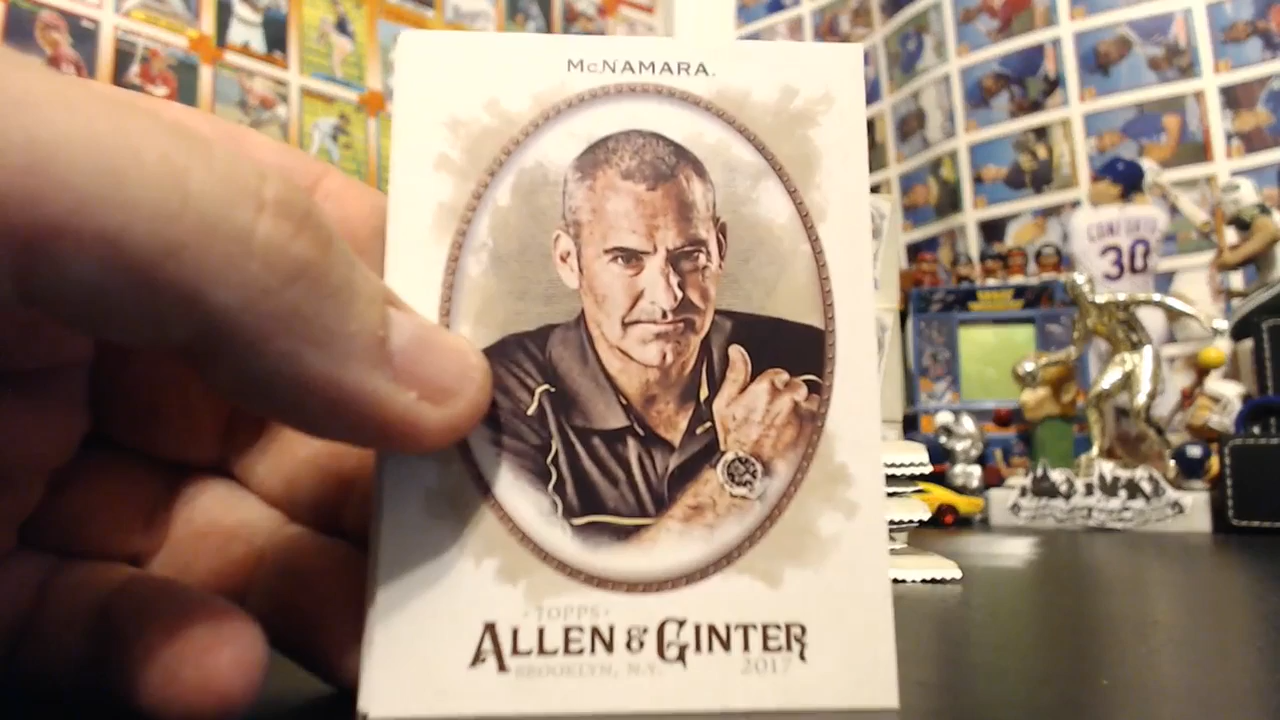 McNAMARA.
· TOPPS ·
ALLEN & GINTER
BROOKLYN, N.Y.
2017
CONFORTO
30